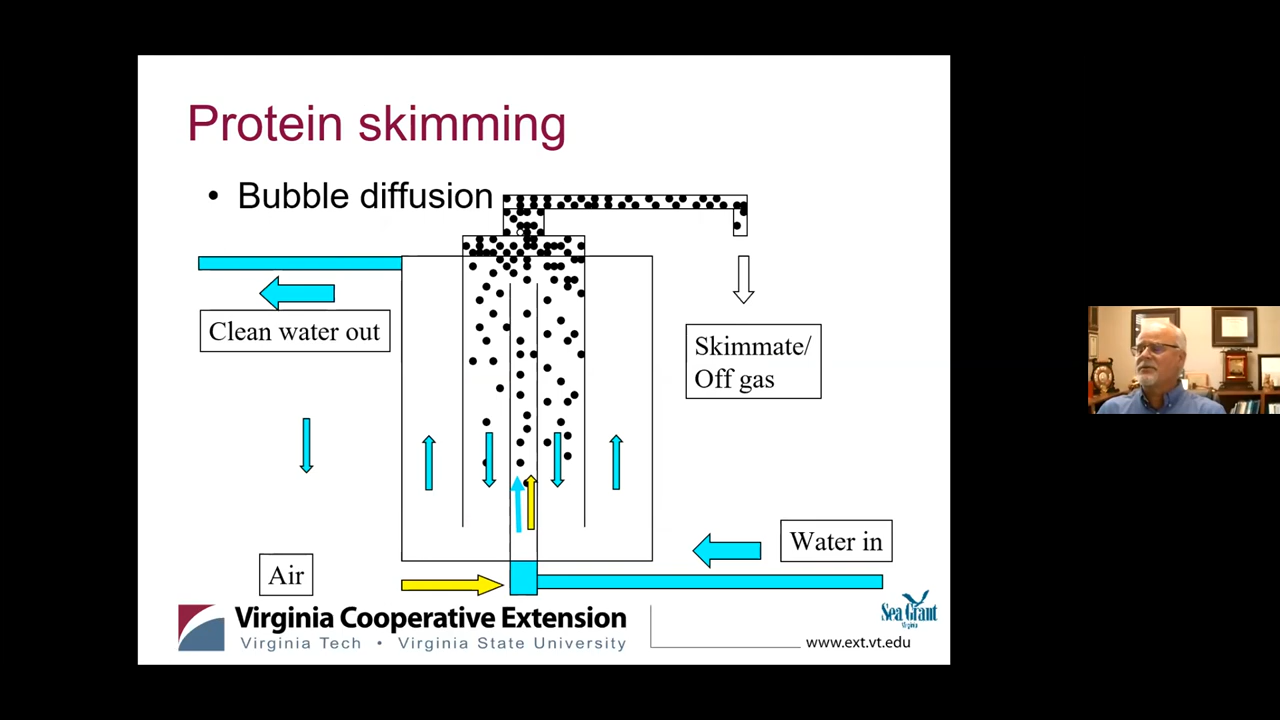 Protein skimming
• Bubble diffusion
Clean water out
Skimmate/
Off gas
Water in
Air
Virginia Cooperative Extension
Virginia Tech • Virginia State University
www.ext.vt.edu
Sea Grant
Virginia